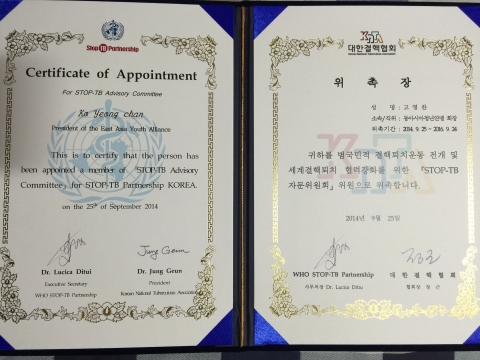 Stop TB Partnership
Certificate of Appointment
For STOP-TB Advisory Committee
Ko Yeong chan
President of the East Asia Youth Alliance
This is to certify that the person has
been appointed a member of 「STOP-TB Advisory
Committee」 for STOP-TB Partnership KOREA.
on the 25th of September 2014
Dr. Lucica Ditui
Executive Secretary
WHO STOP-TB Partnership
Jung Geun
Dr. Jung Geun
President
Korean National Tuberculosis Association
KNTA
대한결핵협회
Korean National Tuberculosis Association
위 촉 장
성 명 : 고영찬
소속/직위 : 동아시아청년연맹 회장
위촉기간 : 2014. 9. 25 ~ 2016. 9. 24
귀하를 범국민적 결핵퇴치운동 전개 및
세계결핵퇴치 협력강화를 위한 『STOP-TB
자문위원회』 위원으로 위촉합니다.
2014년 9월 25일
WHO STOP-TB Partnership
사무처장 Dr. Lucica Ditiu
대 한 결 핵 협 회
협회장 정 근